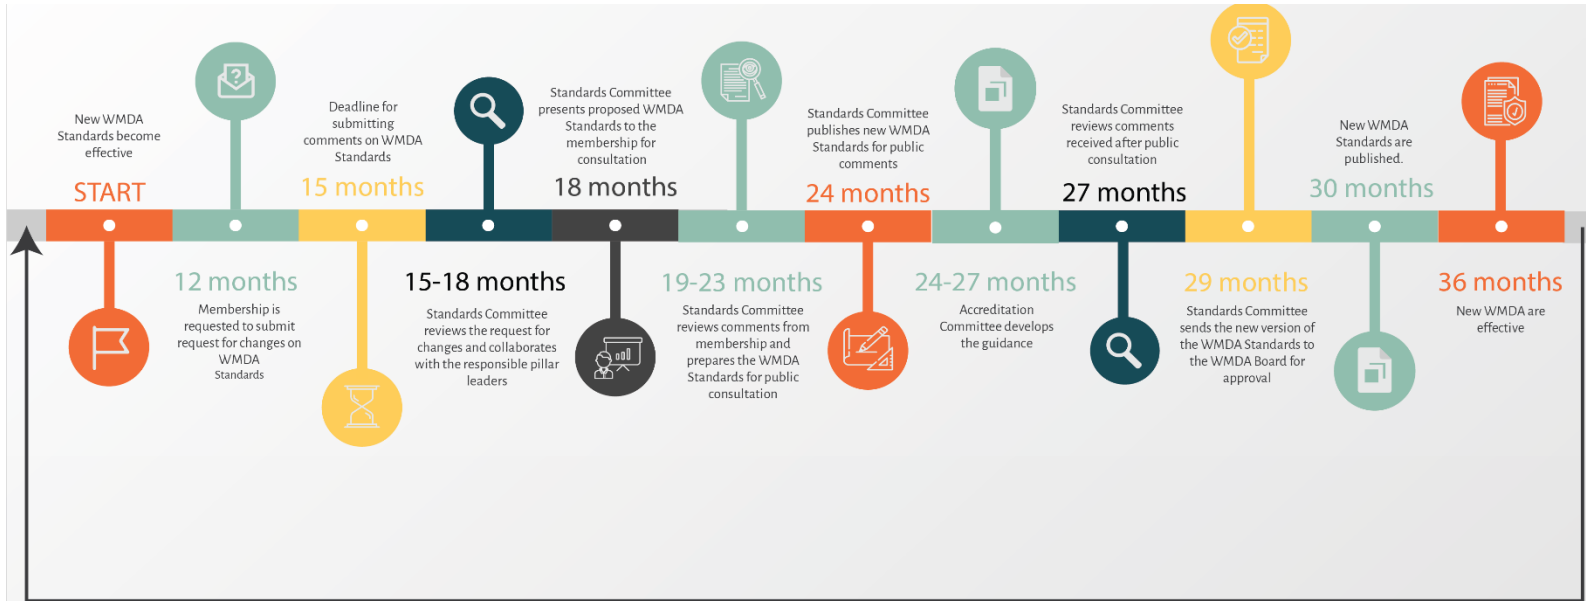 New WMDA
Standards become
effective
START
12 months
Membership is
requested to submit
request for changes on
WMDA
Standards
Deadline for
submitting
comments on WMDA
Standards
15 months
15-18 months
Standards Committee
reviews the request for
changes and collaborates
with the responsible pillar
leaders
Standards Committee
presents proposed WMDA
Standards to the
membership for
consultation
18 months
19-23 months
Standards Committee
reviews comments from
membership and
prepares the WMDA
Standards for public
consultation
Standards Committee
publishes new WMDA
Standards for public
comments
24 months
24-27 months
Accreditation
Committee develops
the guidance
Standards Committee
reviews comments
received after public
consultation
27 months
29 months
Standards Committee
sends the new version of
the WMDA Standards to
the WMDA Board for
approval
New WMDA
Standards are
published.
30 months
36 months
New WMDA are
effective